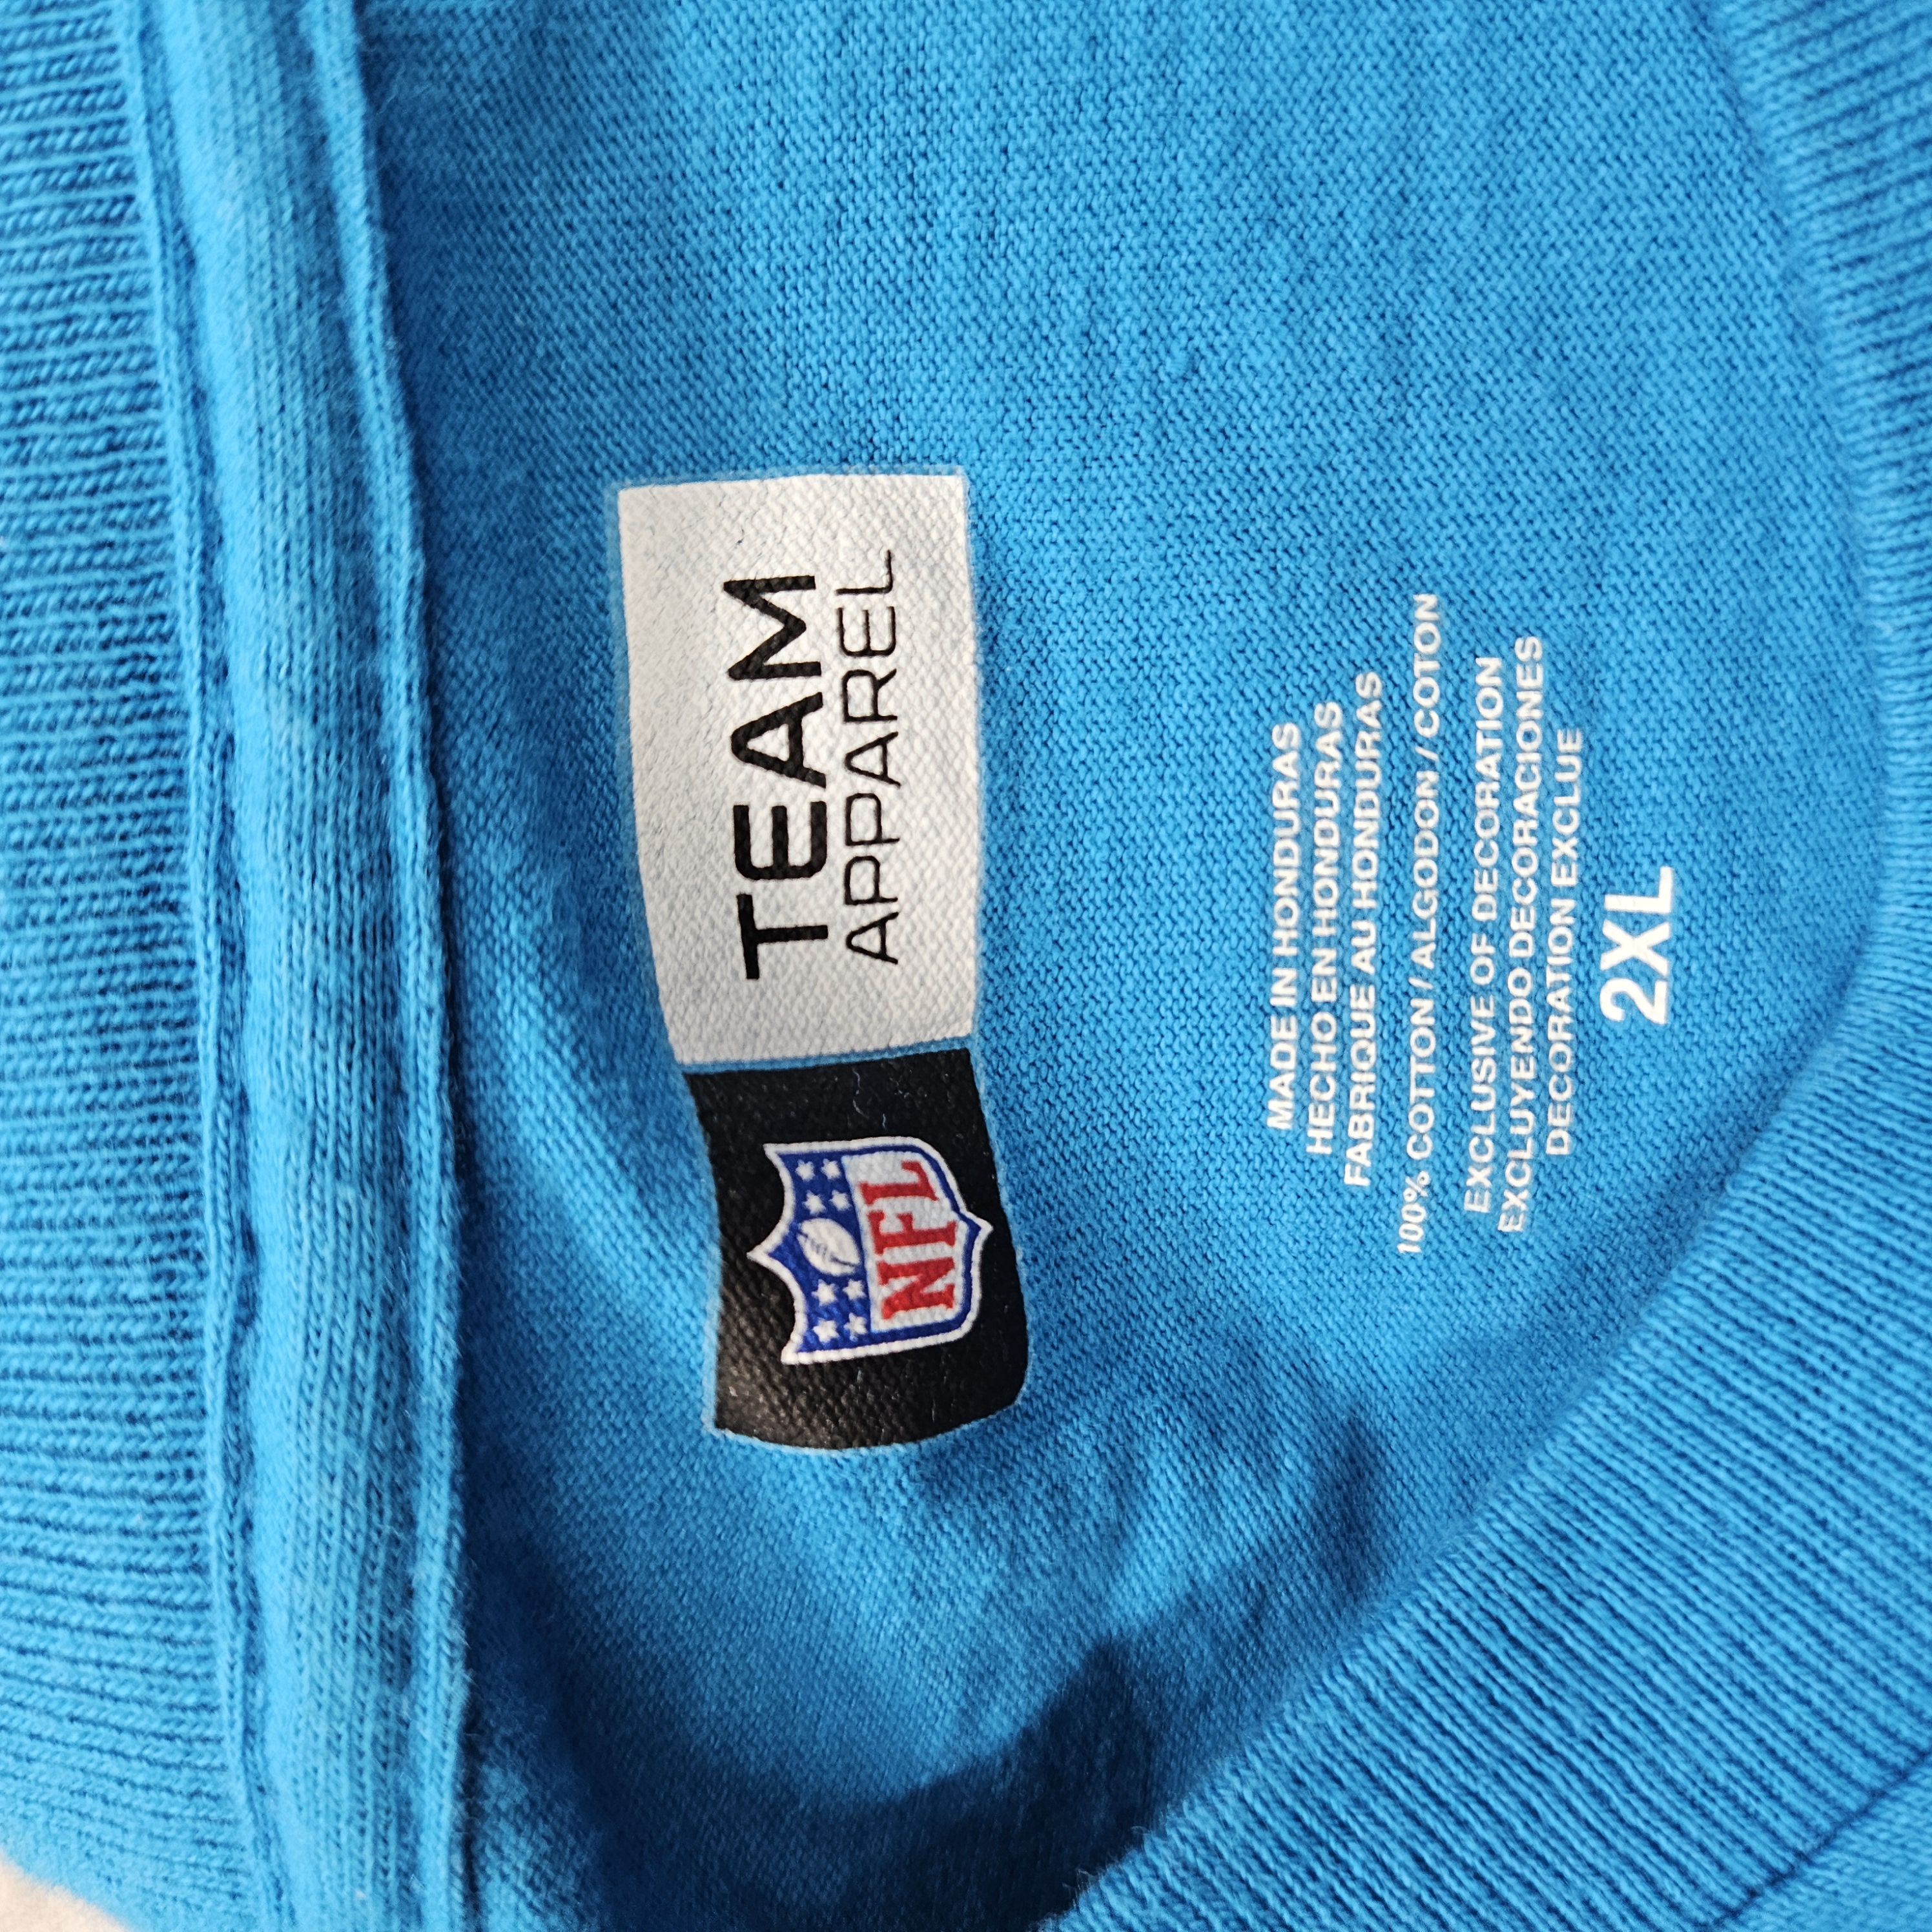 NFL
TEAM
APPAREL
MADE IN HONDURAS
HECHO EN HONDURAS
FABRIQUE AU HONDURAS
100% COTTON / ALGODON / COTON
EXCLUSIVE OF DECORATION
EXCLUYENDO DECORACIONES
DECORATION EXCLUE
2XL